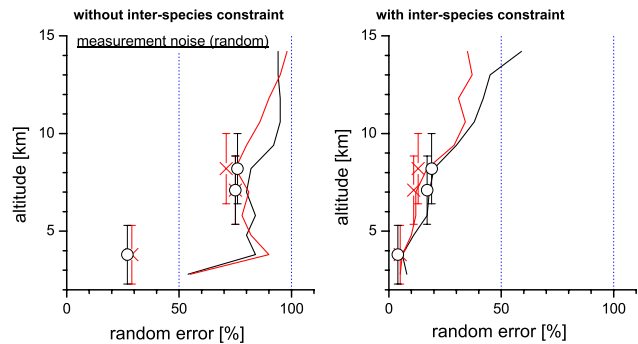 without inter-species constraint
with inter-species constraint
measurement noise (random)
15
10
5
altitude [km]
0
50
100
random error [%]
15
10
5
altitude [km]
0
50
100
random error [%]